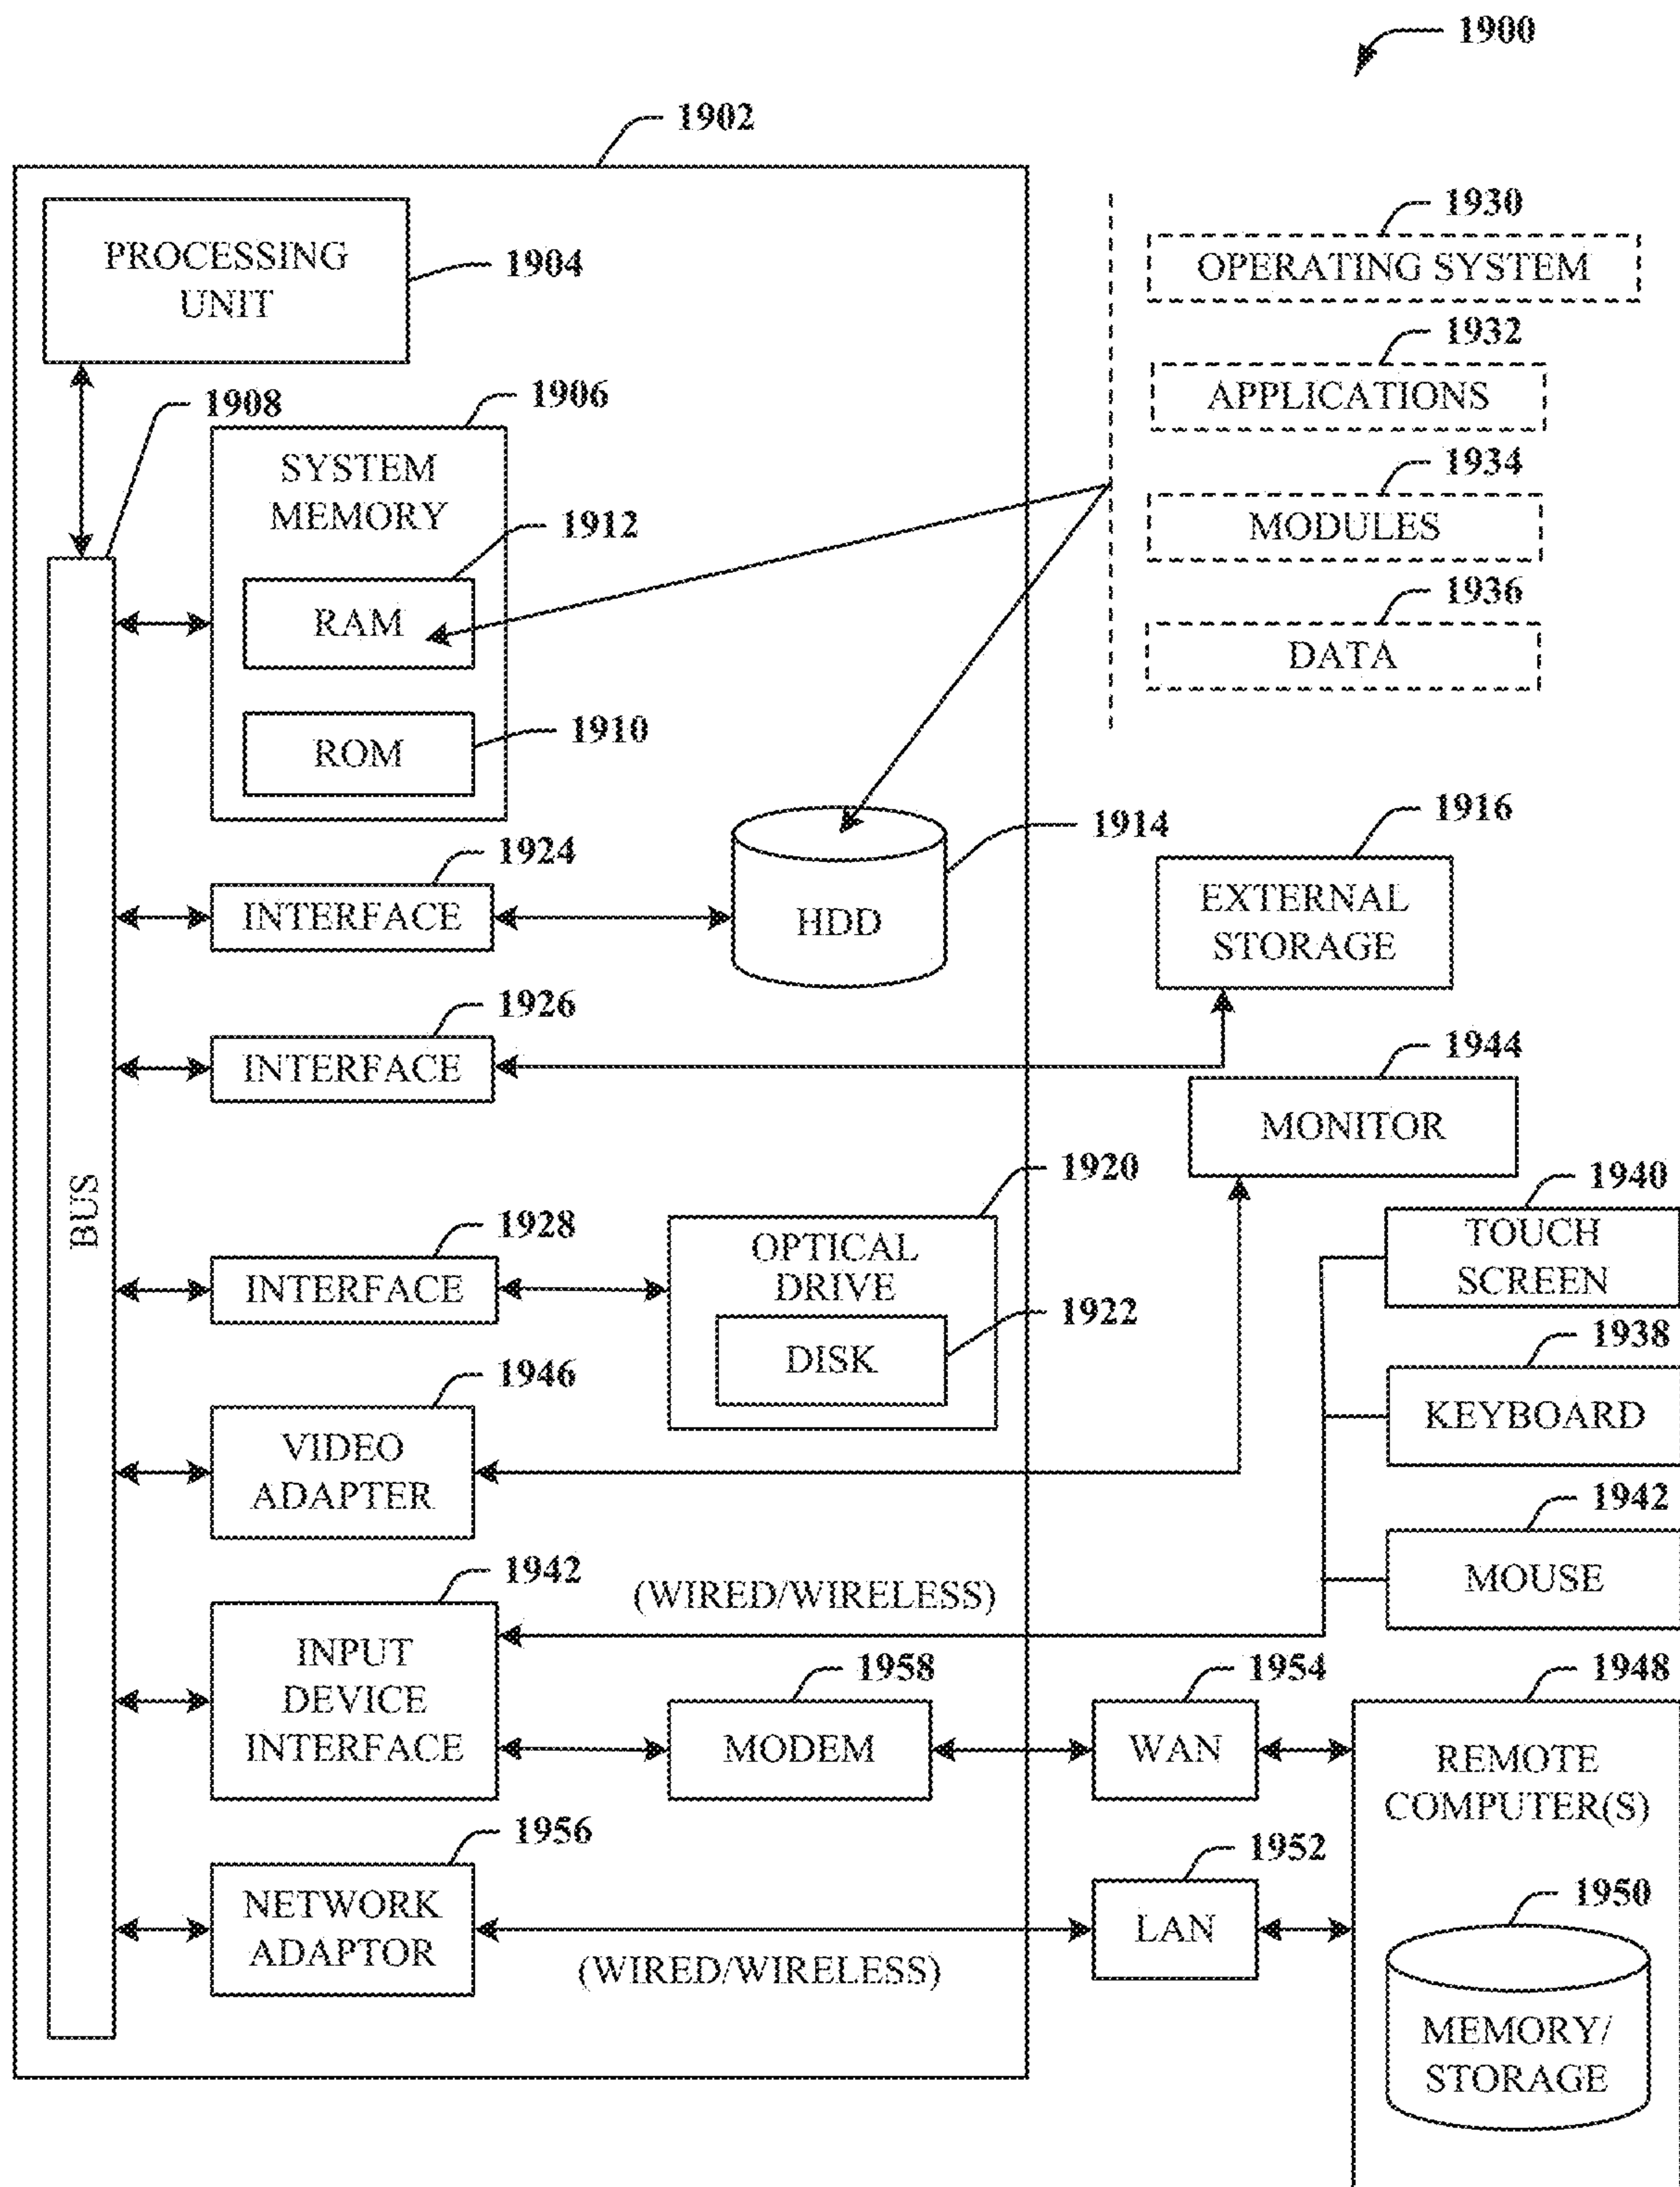 1900
1902
PROCESSING
UNIT
1904
1930
OPERATING SYSTEM
1932
APPLICATIONS
1934
MODULES
1936
DATA
1908
1906
SYSTEM
MEMORY
1912
RAM
1910
ROM
1924
INTERFACE
1914
HDD
1916
EXTERNAL
STORAGE
1926
INTERFACE
1944
MONITOR
BUS
1928
INTERFACE
1920
OPTICAL
DRIVE
1922
DISK
1940
TOUCH
SCREEN
1938
KEYBOARD
1946
VIDEO
ADAPTER
1942
MOUSE
1942
INPUT
DEVICE
INTERFACE
(WIRED/WIRELESS)
1958
MODEM
1954
WAN
1948
REMOTE
COMPUTER(S)
1956
NETWORK
ADAPTOR
(WIRED/WIRELESS)
1952
LAN
1950
MEMORY/
STORAGE